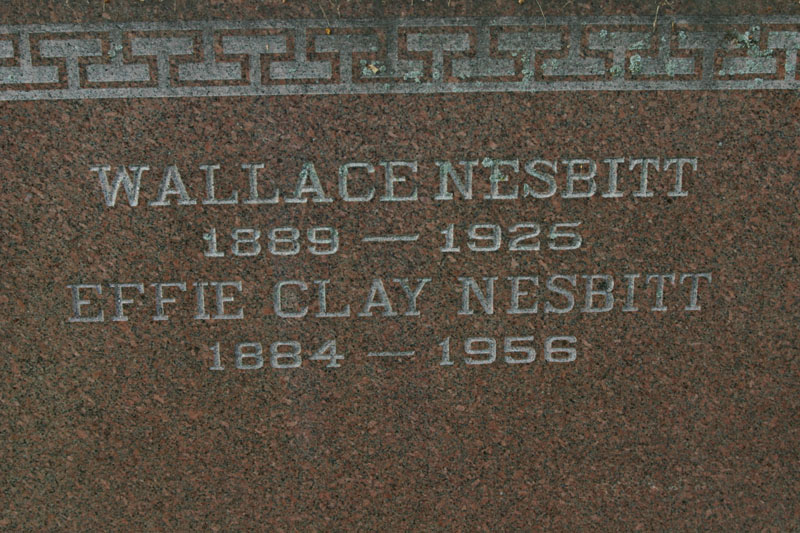 WALLACE NESBITT
1889 — 1925
EFFIE CLAY NESBITT
1884 — 1956